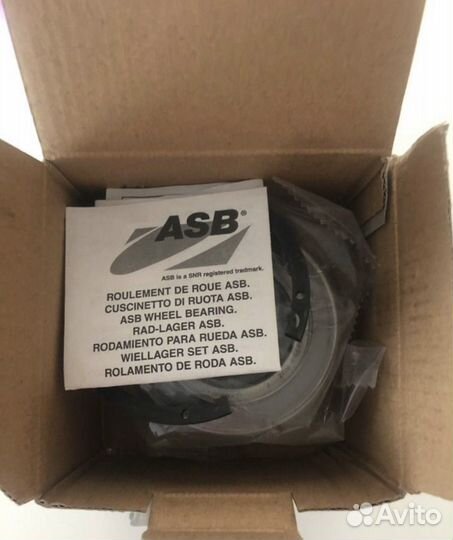 ASB®
ASB is a SNR registered tradmark.
ROULEMENT DE ROUE ASB.
CUSCINETTO DI RUOTA ASB.
ASB WHEEL BEARING.
RAD-LAGER ASB.
RODAMIENTO PARA RUEDA ASB.
WIELLAGER SET ASB.
ROLAMENTO DE RODA ASB.
Avito